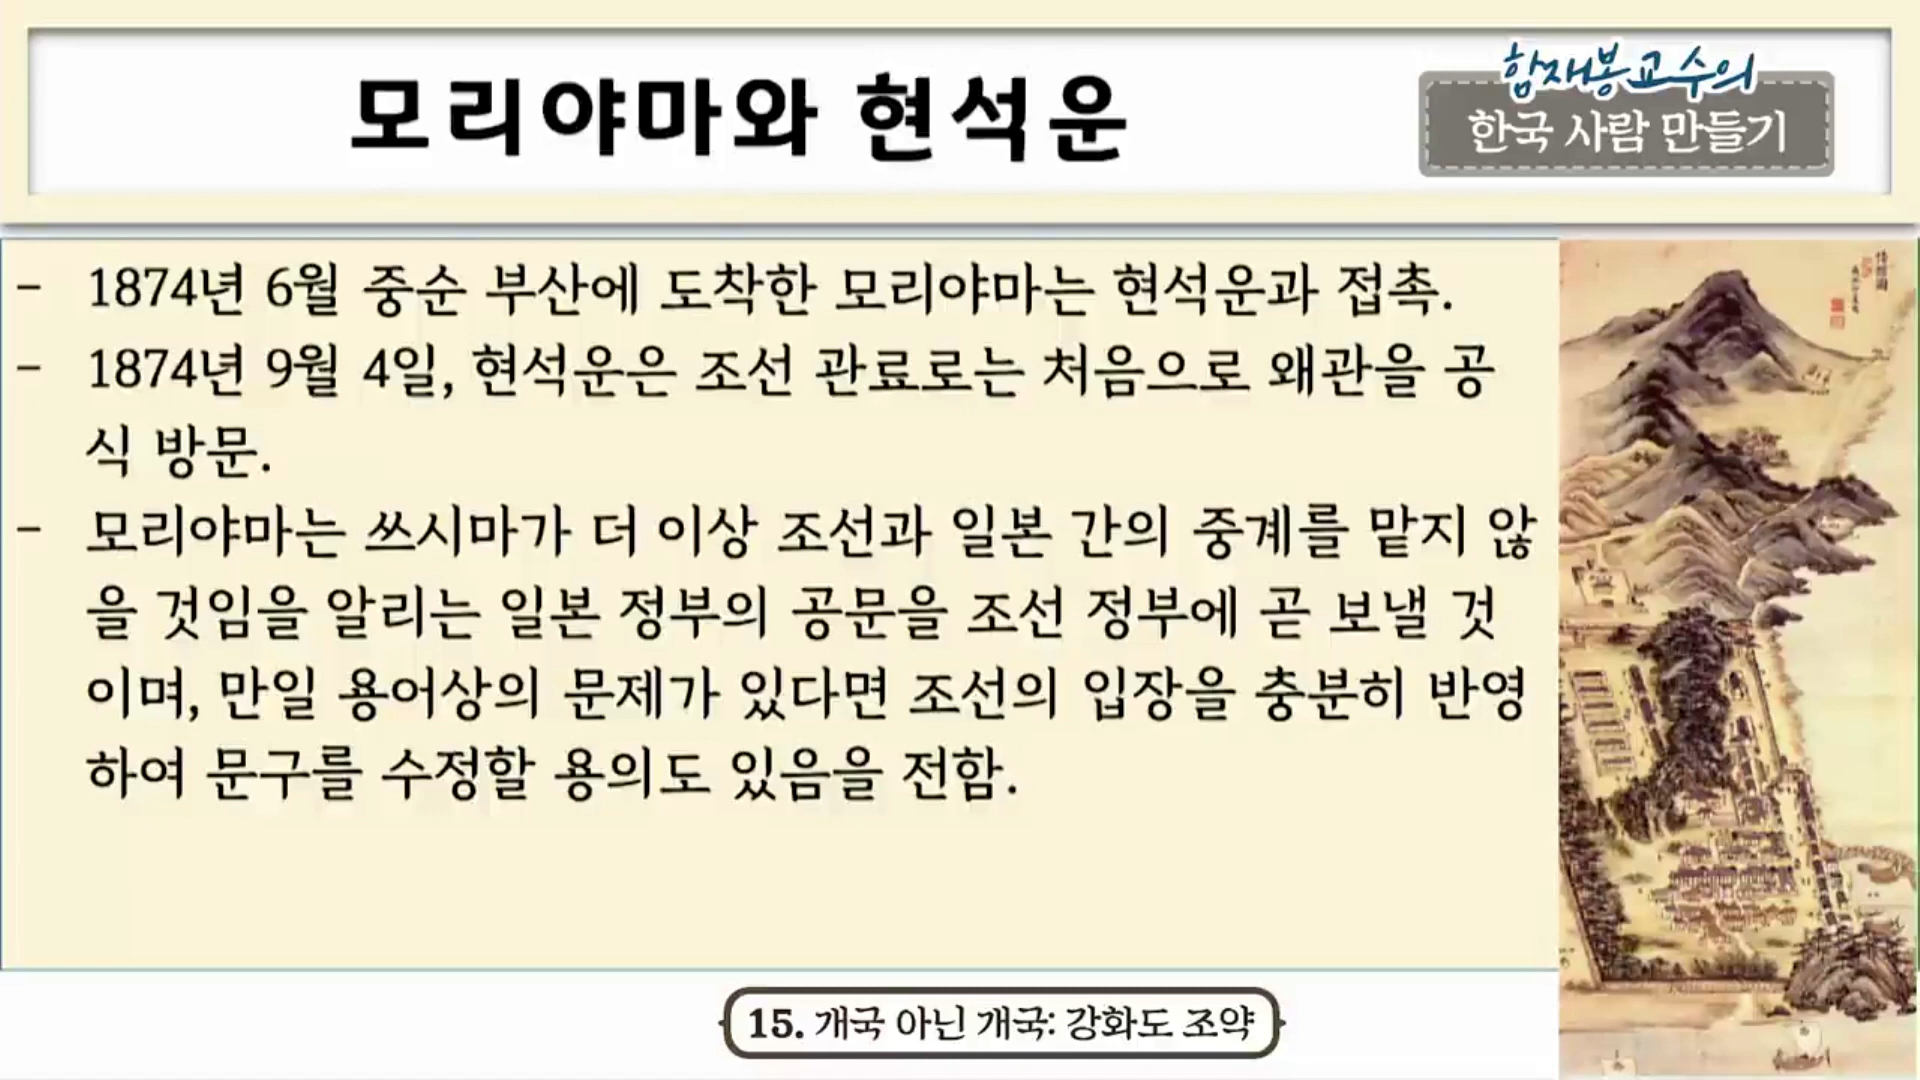 모리야마와 현석운
함재봉교수의
한국 사람 만들기
- 1874년 6월 중순 부산에 도착한 모리야마는 현석운과 접촉.
- 1874년 9월 4일, 현석운은 조선 관료로는 처음으로 왜관을 공
식 방문.
- 모리야마는 쓰시마가 더 이상 조선과 일본 간의 중계를 맡지 않
을 것임을 알리는 일본 정부의 공문을 조선 정부에 곧 보낼 것
이며, 만일 용어상의 문제가 있다면 조선의 입장을 충분히 반영
하여 문구를 수정할 용의도 있음을 전함.
15. 개국 아닌 개국: 강화도 조약